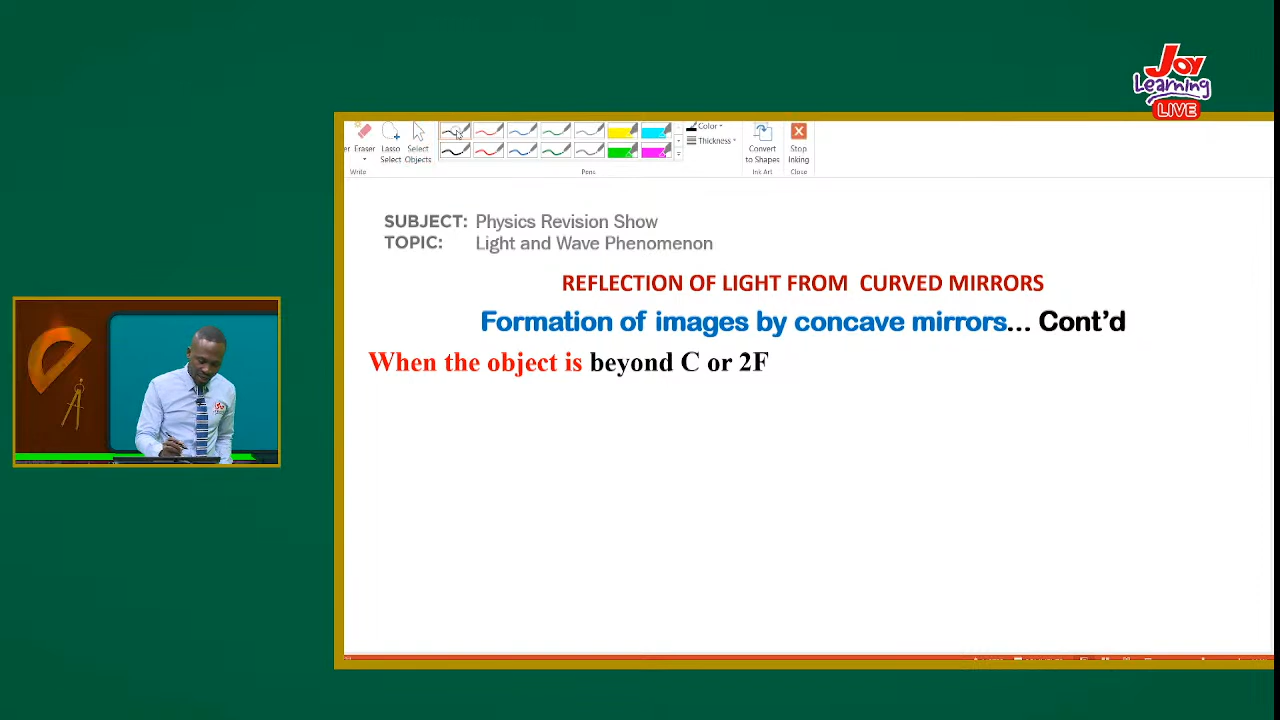 Joy
Learning
LIVE
Eraser
Lasso
Select
Select
Objects
Color
Thickness
Convert
to Shapes
Stop
Inking
Write
Pens
Ink Art
Close
SUBJECT: Physics Revision Show
TOPIC: Light and Wave Phenomenon
REFLECTION OF LIGHT FROM CURVED MIRRORS
Formation of images by concave mirrors... Cont'd
When the object is beyond C or 2F